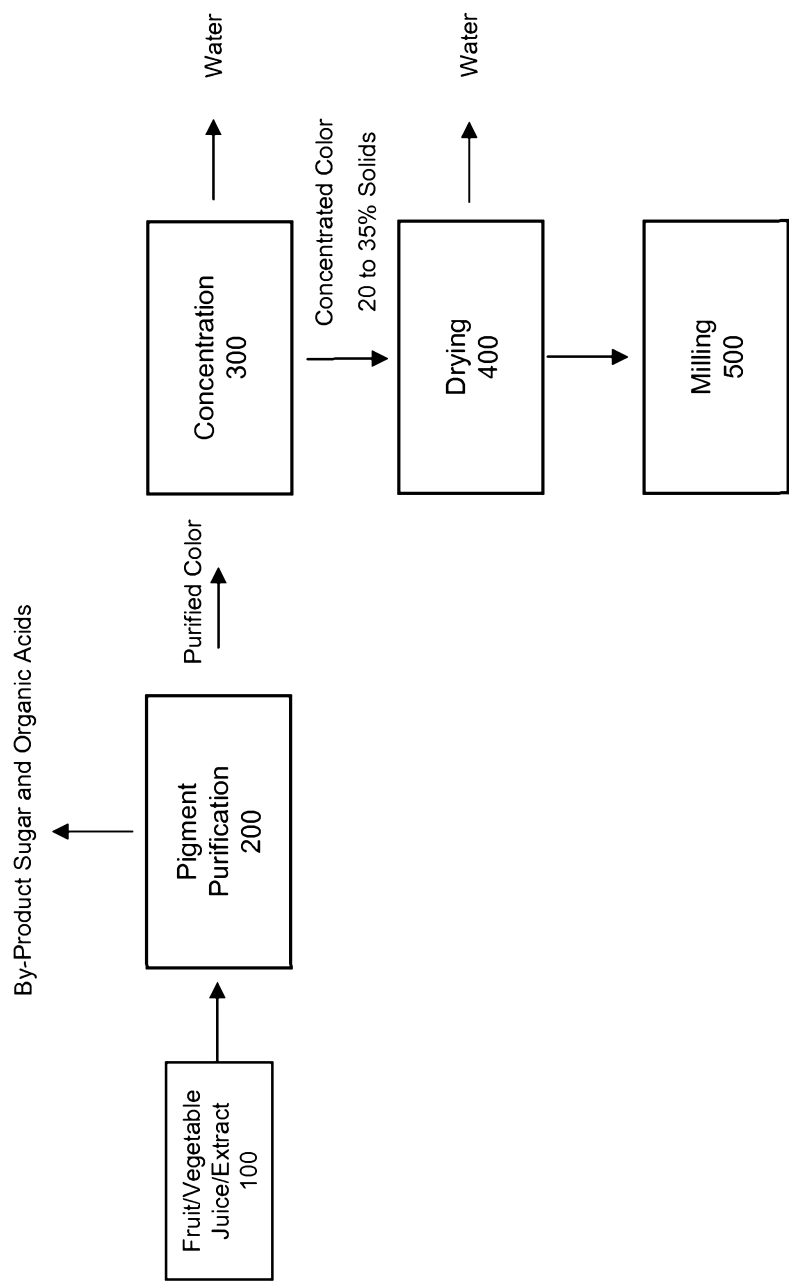 By-Product Sugar and Organic Acids
Fruit/Vegetable
Juice/Extract
100
Pigment
Purification
200
Purified Color
Concentration
300
Water
Concentrated Color
20 to 35% Solids
Drying
400
Water
Milling
500